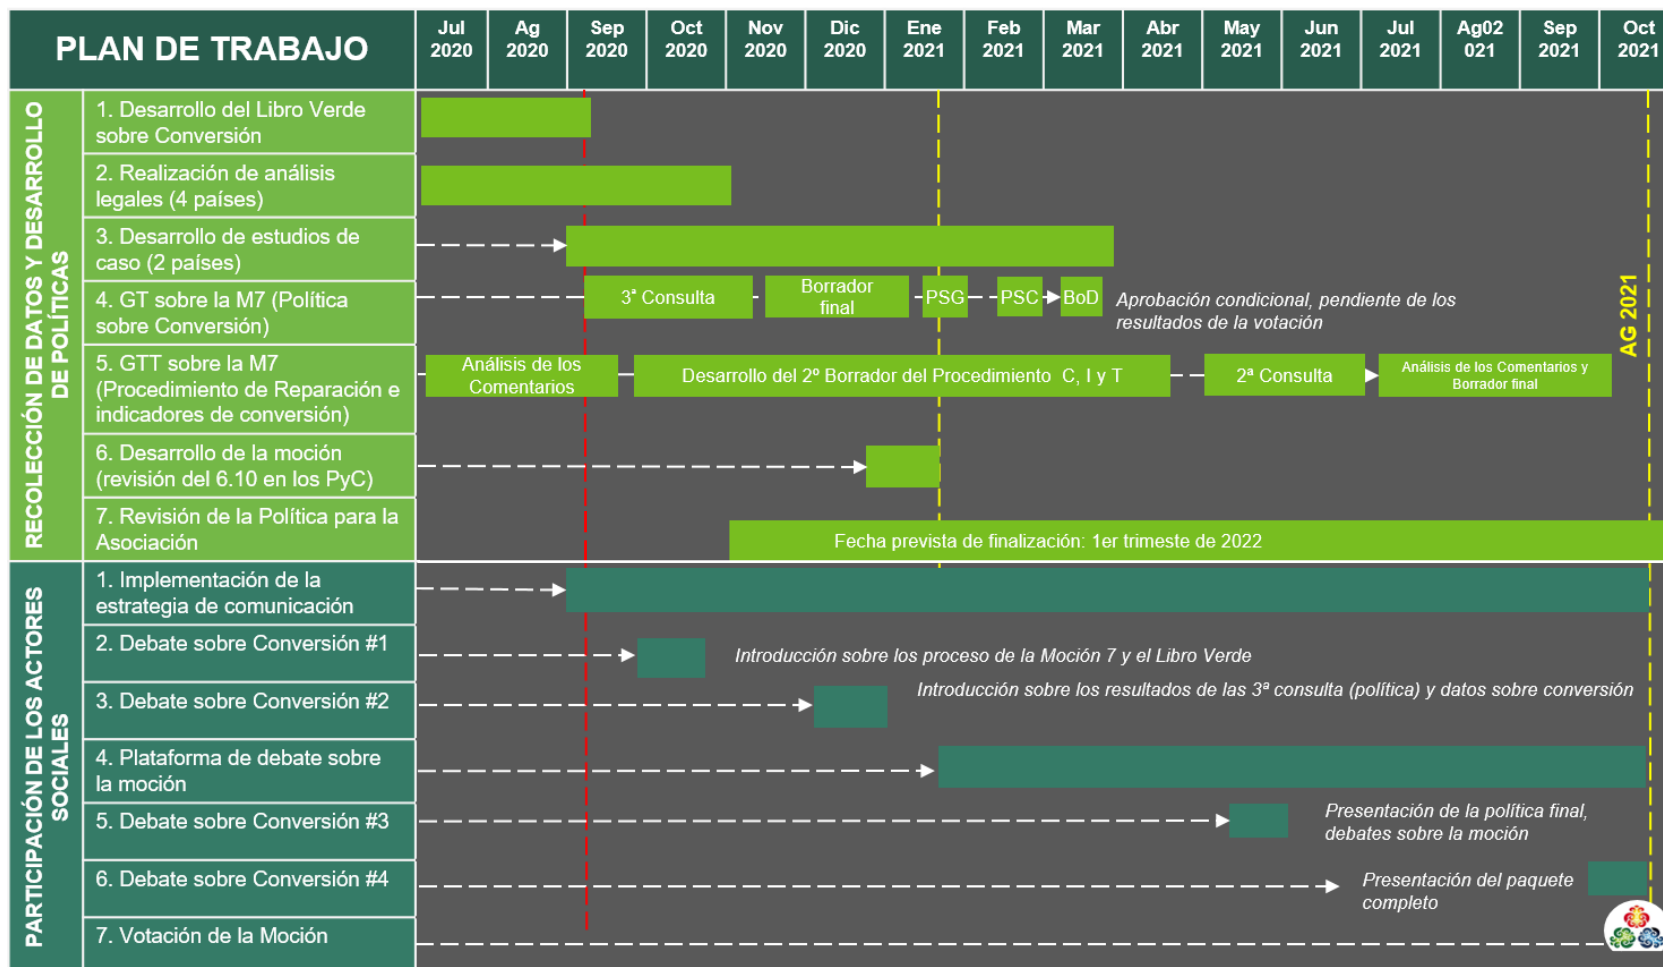 PLAN DE TRABAJO
Jul
2020
Ag
2020
Sep
2020
Oct
2020
Nov
2020
Dic
2020
Ene
2021
Feb
2021
Mar
2021
Abr
2021
May
2021
Jun
2021
Jul
2021
Ag02
021
Sep
2021
Oct
2021
RECOLECCIÓN DE DATOS Y DESARROLLO
DE POLÍTICAS
1. Desarrollo del Libro Verde
sobre Conversión
2. Realización de análisis
legales (4 países)
3. Desarrollo de estudios de
caso (2 países)
4. GT sobre la M7 (Política
sobre Conversión)
3ª Consulta
Borrador
final
PSG
PSC
BoD
Aprobación condicional, pendiente de los
resultados de la votación
5. GTT sobre la M7
(Procedimiento de Reparación e
indicadores de conversión)
Análisis de los
Comentarios
Desarrollo del 2º Borrador del Procedimiento C, I y T
2ª Consulta
Análisis de los Comentarios y
Borrador final
AG 2021
6. Desarrollo de la moción
(revisión del 6.10 en los PyC)
7. Revisión de la Política para la
Asociación
Fecha prevista de finalización: 1er trimestre de 2022
PARTICIPACIÓN DE LOS ACTORES
SOCIALES
1. Implementación de la
estrategia de comunicación
2. Debate sobre Conversión #1
Introducción sobre los proceso de la Moción 7 y el Libro Verde
3. Debate sobre Conversión #2
Introducción sobre los resultados de las 3ª consulta (política) y datos sobre conversión
4. Plataforma de debate sobre
la moción
5. Debate sobre Conversión #3
Presentación de la política final,
debates sobre la moción
6. Debate sobre Conversión #4
Presentación del paquete
completo
7. Votación de la Moción